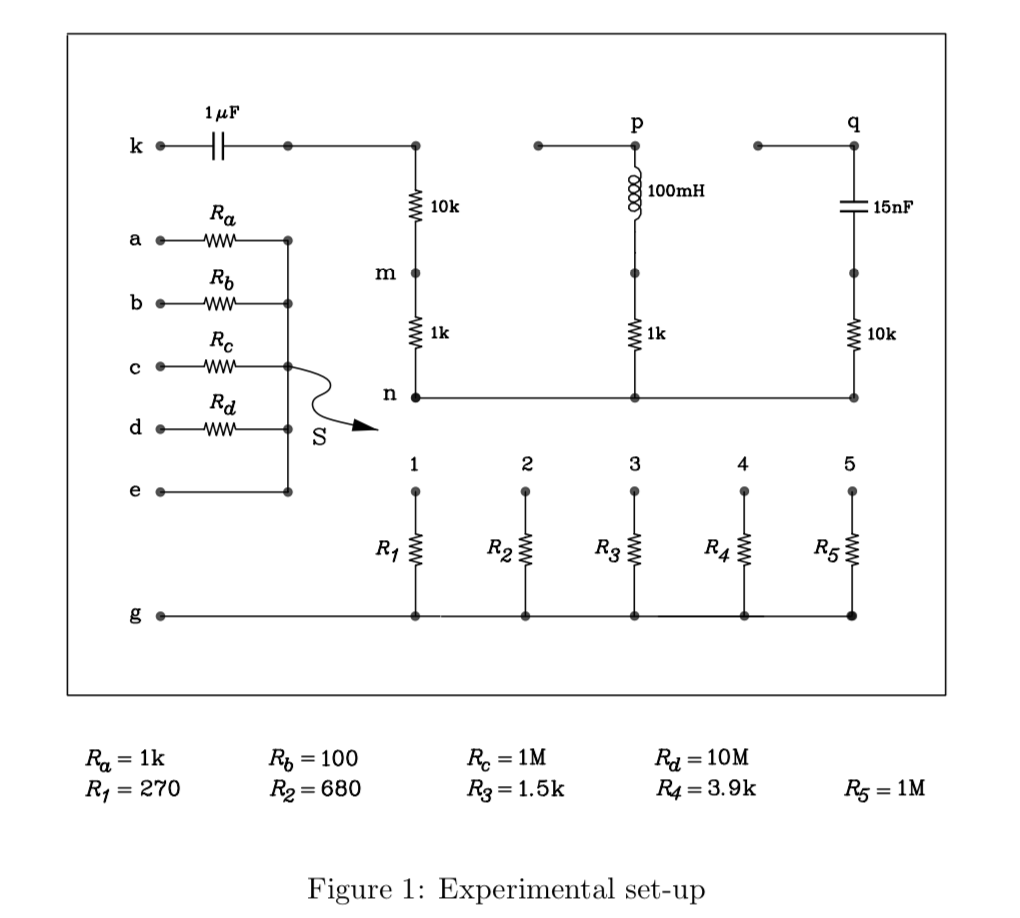 1 μF
p
q
k
100mH
R_a
10k
15nF
a
R_b
m
b
R_c
1k
1k
10k
c
R_d
n
d
S
e
1
2
3
4
5
R_1
R_2
R_3
R_4
R_5
g
R_a = 1k R_b = 100 R_c = 1M R_d = 10M
R_1 = 270 R_2 = 680 R_3 = 1.5k R_4 = 3.9k R_5 = 1M
Figure 1: Experimental set-up